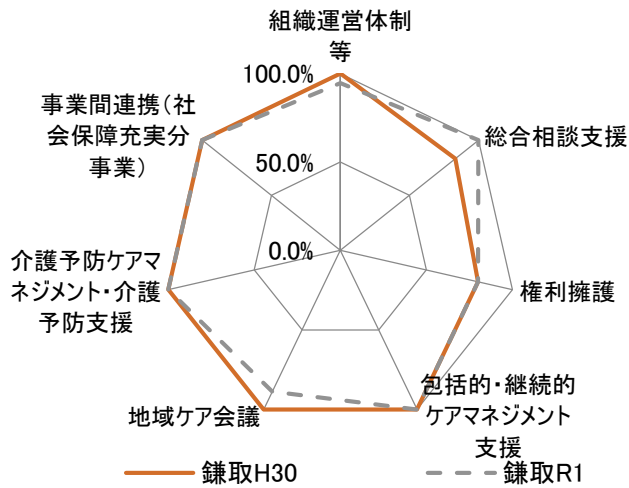 組織運営体制
等
100.0%
50.0%
0.0%
総合相談支援
権利擁護
包括的・継続的
ケアマネジメント
支援
地域ケア会議
介護予防ケアマ
ネジメント・介護
予防支援
事業間連携（社
会保障充実分
事業）
鎌取H30
鎌取R1